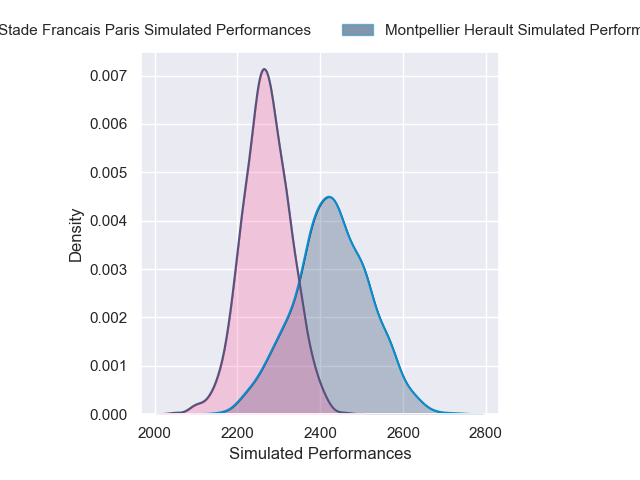 Stade Francais Paris Simulated Performances
Montpellier Herault Simulated Perform
0.007
0.006
0.005
0.004
0.003
0.002
0.001
0.000
Density
2000 2200 2400 2600 2800
Simulated Performances